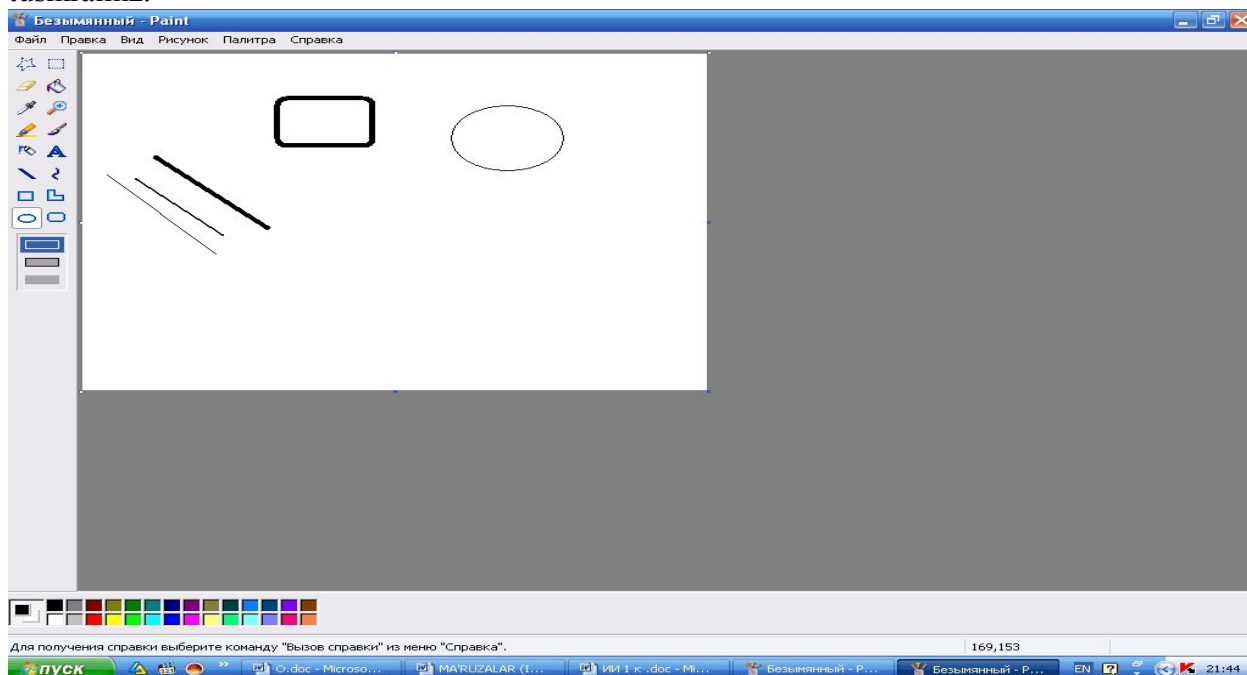 Безымянный - Paint
Файл Правка Вид Рисунок Палитра Справка
Для получения справки выберите команду "Вызов справки" из меню "Справка".
169,153
пуск
O.doc - Microso...
MA'RUZALAR (I...
ИИ 1 к .doc - Mi...
Безымянный - P...
Безымянный - P...
EN
21:44